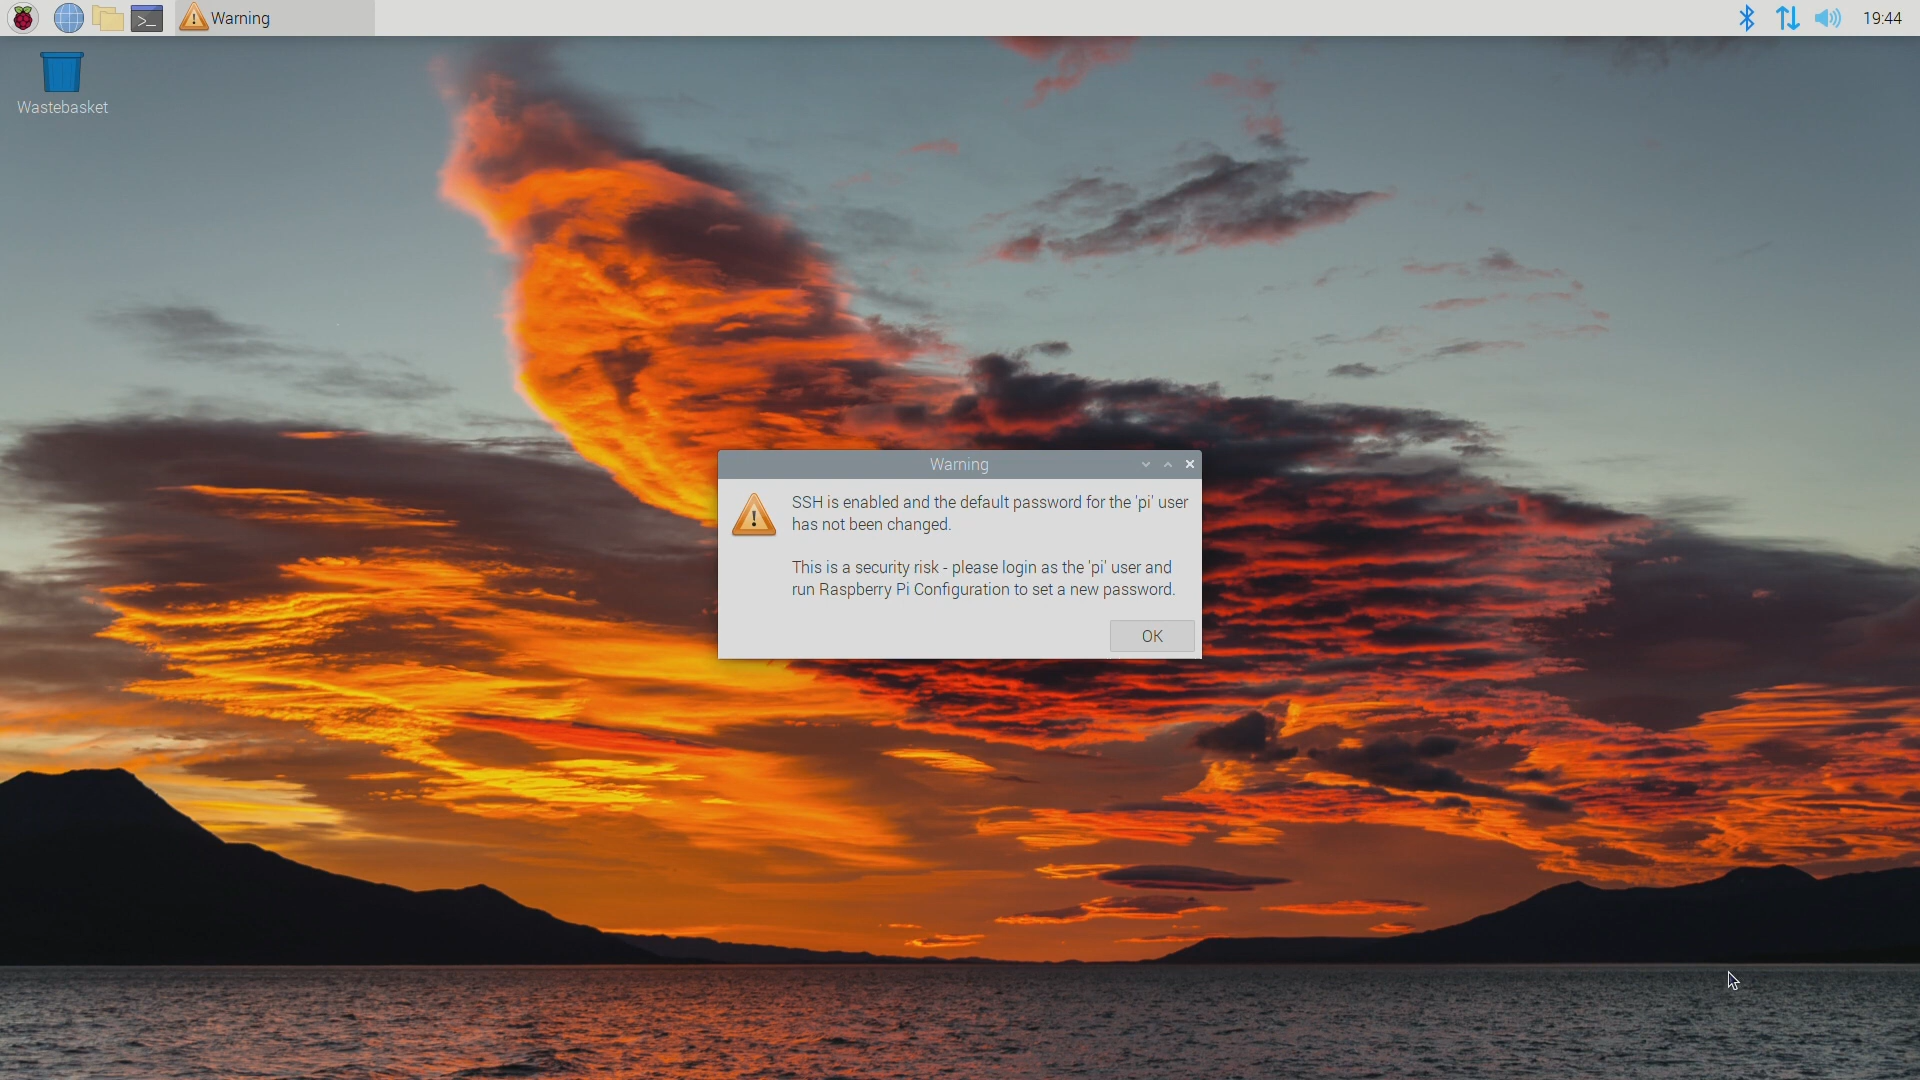 Warning
19:44
Wastebasket
Warning
SSH is enabled and the default password for the 'pi' user
has not been changed.
This is a security risk - please login as the 'pi' user and
run Raspberry Pi Configuration to set a new password.
OK